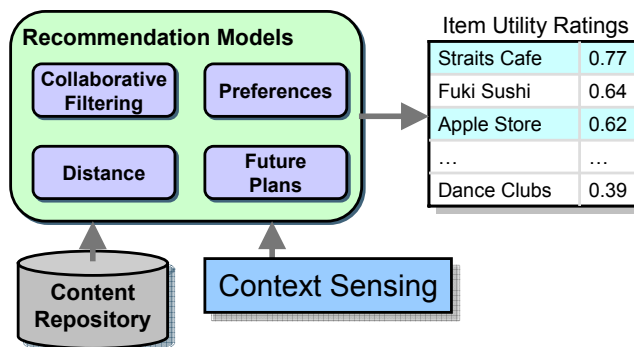 Recommendation Models
Collaborative
Filtering
Preferences
Distance
Future
Plans
Content
Repository
Context Sensing
Item Utility Ratings
Straits Cafe 0.77
Fuki Sushi 0.64
Apple Store 0.62
... ...
Dance Clubs 0.39